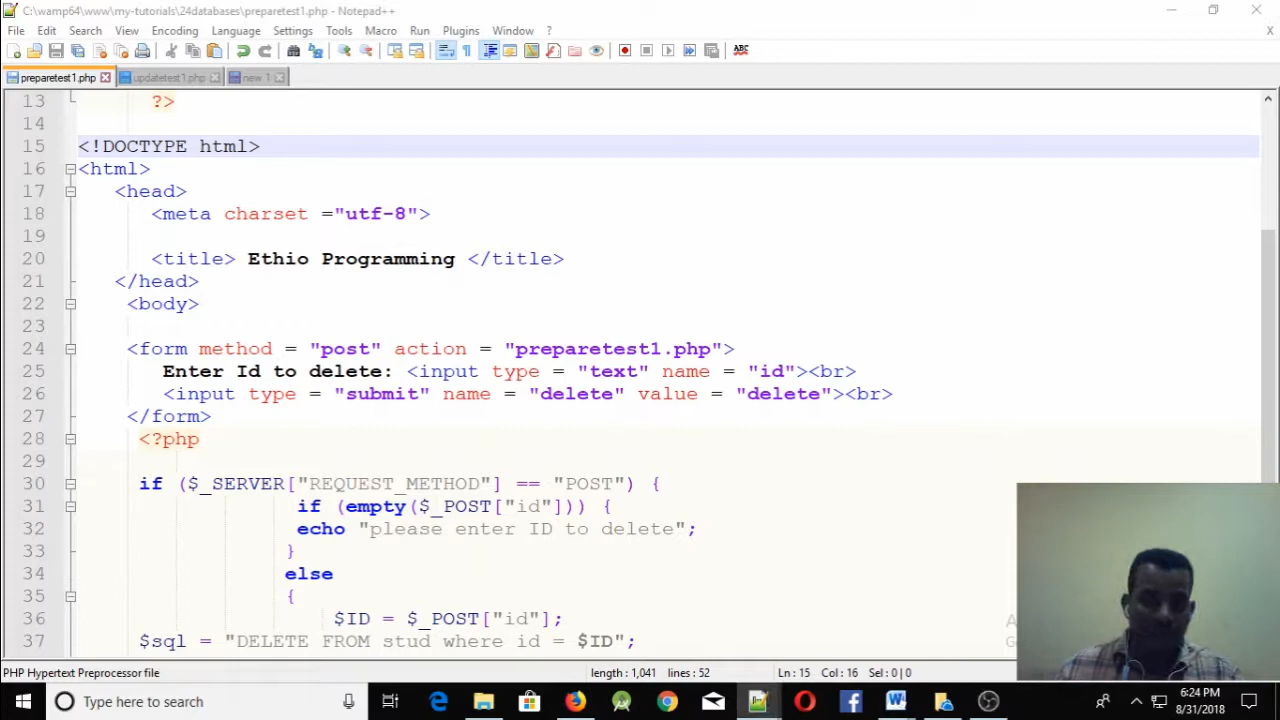 C:\wamp64\www\my-tutorials\24databases\preparetest1.php - Notepad++
File Edit Search View Encoding Language Settings Tools Macro Run Plugins Window ? X
preparetest1.php updatetest1.php new 1
13 ?>
14
15 <!DOCTYPE html>
16 <html>
17 <head>
18 <meta charset ="utf-8">
19
20 <title> Ethio Programming </title>
21 </head>
22 <body>
23
24 <form method = "post" action = "preparetest1.php">
25 Enter Id to delete: <input type = "text" name = "id"><br>
26 <input type = "submit" name = "delete" value = "delete"><br>
27 </form>
28 <?php
29
30 if ($_SERVER["REQUEST_METHOD"] == "POST") {
31 if (empty($_POST["id"])) {
32 echo "please enter ID to delete";
33 }
34 else
35 {
36 $ID = $_POST["id"];
37 $sql = "DELETE FROM stud where id = $ID";
PHP Hypertext Preprocessor file length : 1,041 lines : 52 Ln : 15 Col : 16 Sel : 0 | 0
Type here to search
6:24 PM
8/31/2018